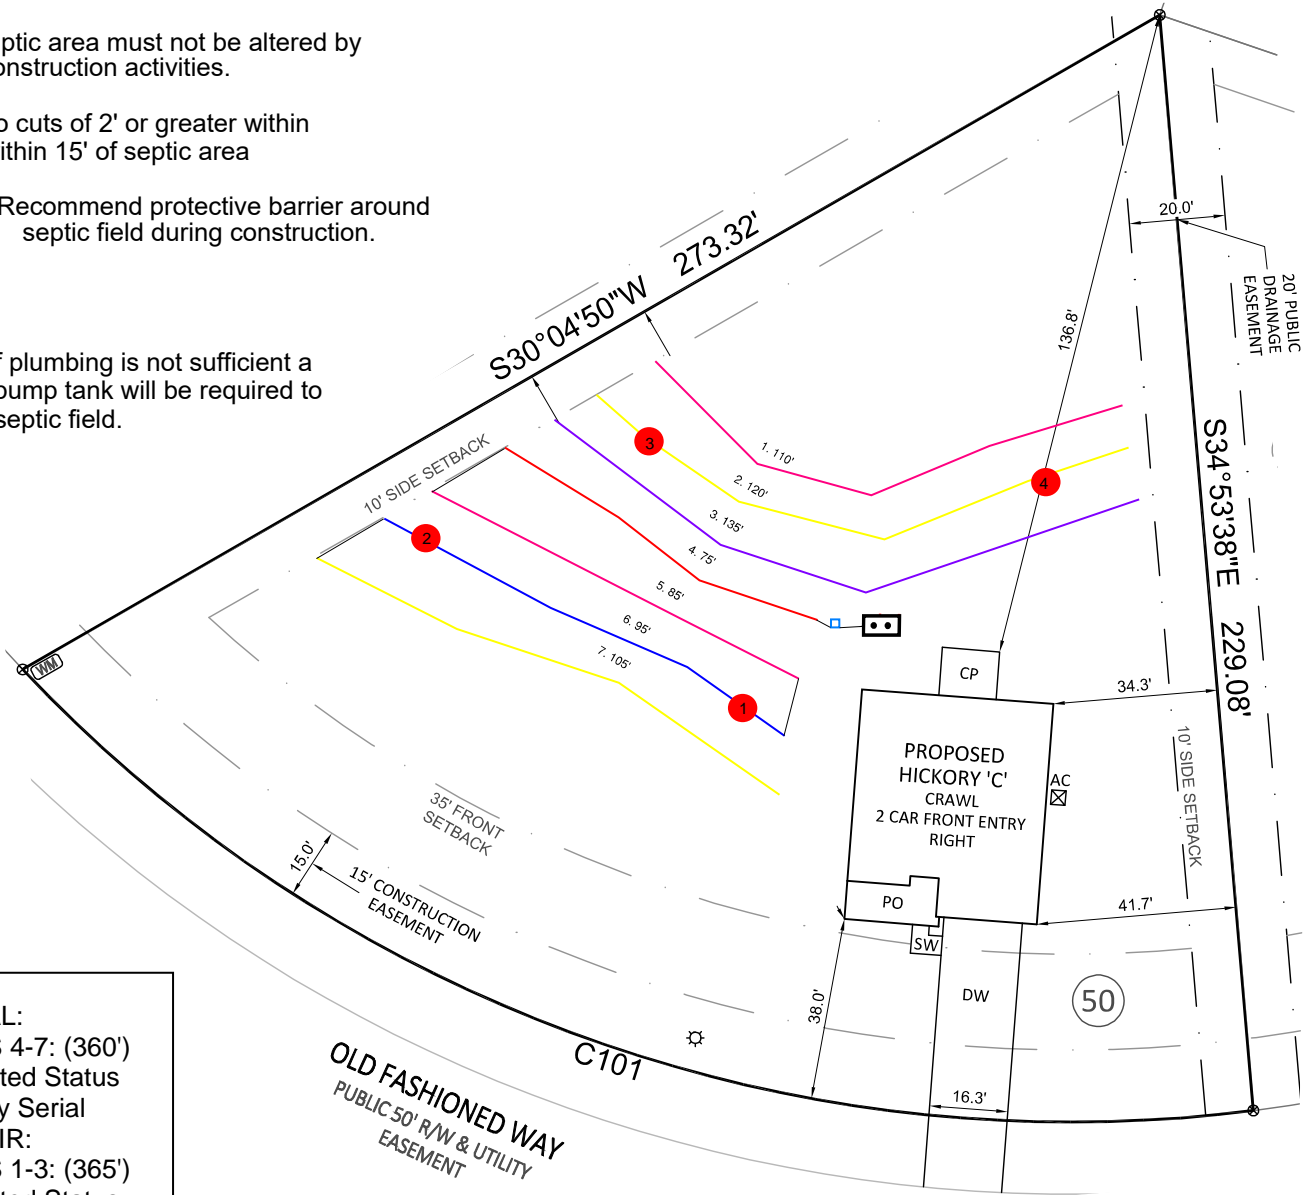 ptic area must not be altered by
onstruction activities.
o cuts of 2' or greater within
ithin 15' of septic area
Recommend protective barrier around
septic field during construction.
f plumbing is not sufficient a
pump tank will be required to
septic field.
S30°04'50"W 273.32'
20.0'
20' PUBLIC
DRAINAGE
EASEMENT
136.8'
S34°53'38"E 229.08'
10' SIDE SETBACK
1. 110'
2. 120'
3. 135'
4. 75'
5. 85'
6. 95'
7. 105'
3
4
2
1
WM
CP
34.3'
PROPOSED
HICKORY 'C'
CRAWL
2 CAR FRONT ENTRY
RIGHT
AC
10' SIDE SETBACK
PO
SW
41.7'
DW
50
38.0'
16.3'
35' FRONT
SETBACK
15.0'
15' CONSTRUCTION
EASEMENT
C101
OLD FASHIONED WAY
PUBLIC 50' R/W & UTILITY
EASEMENT
L:
S 4-7: (360')
ted Status
y Serial
IR:
S 1-3: (365')
ted Status